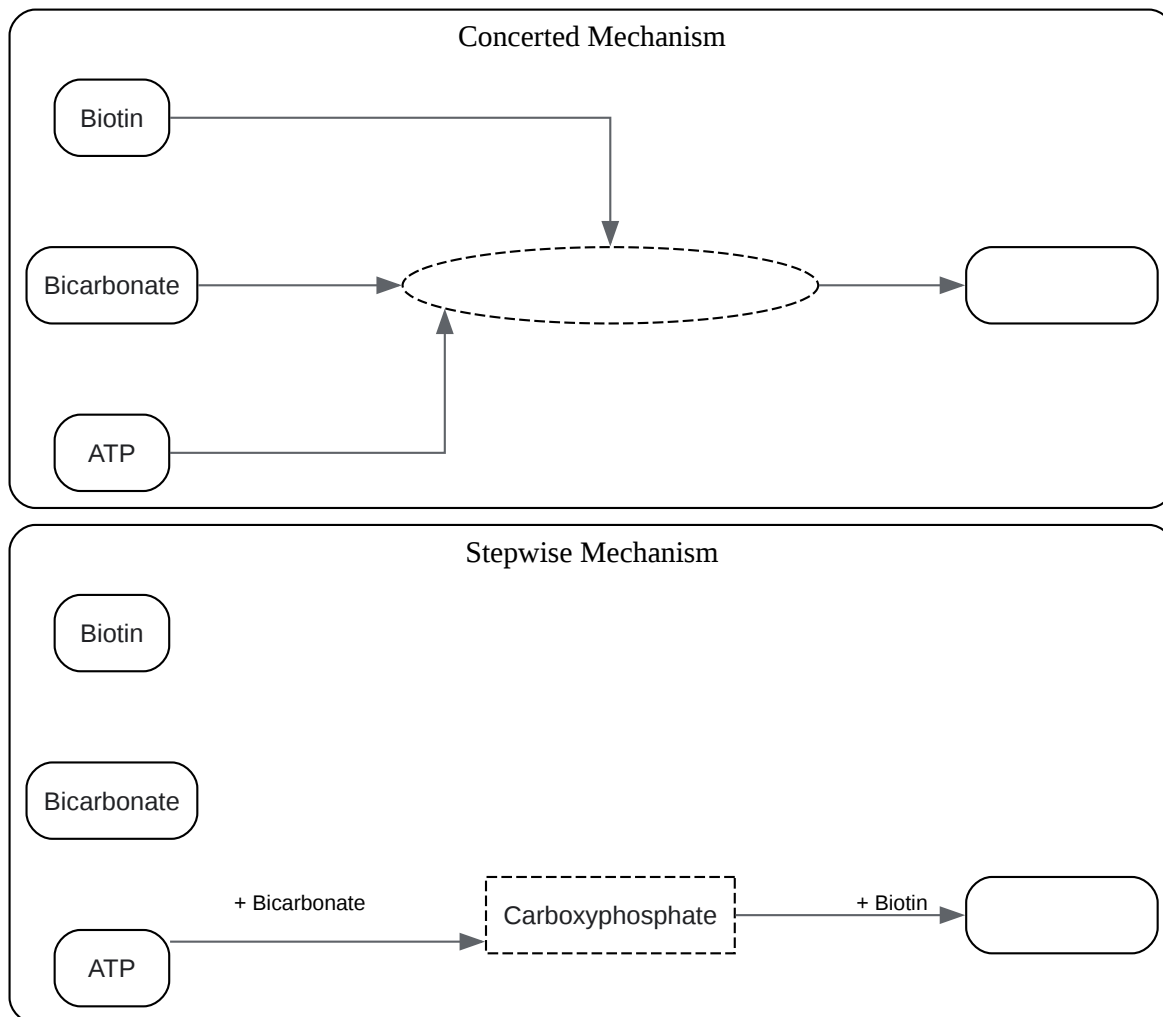 Concerted Mechanism
Biotin
Bicarbonate
ATP
Stepwise Mechanism
Biotin
Bicarbonate
+ Bicarbonate
+ Biotin
Carboxyphosphate
ATP